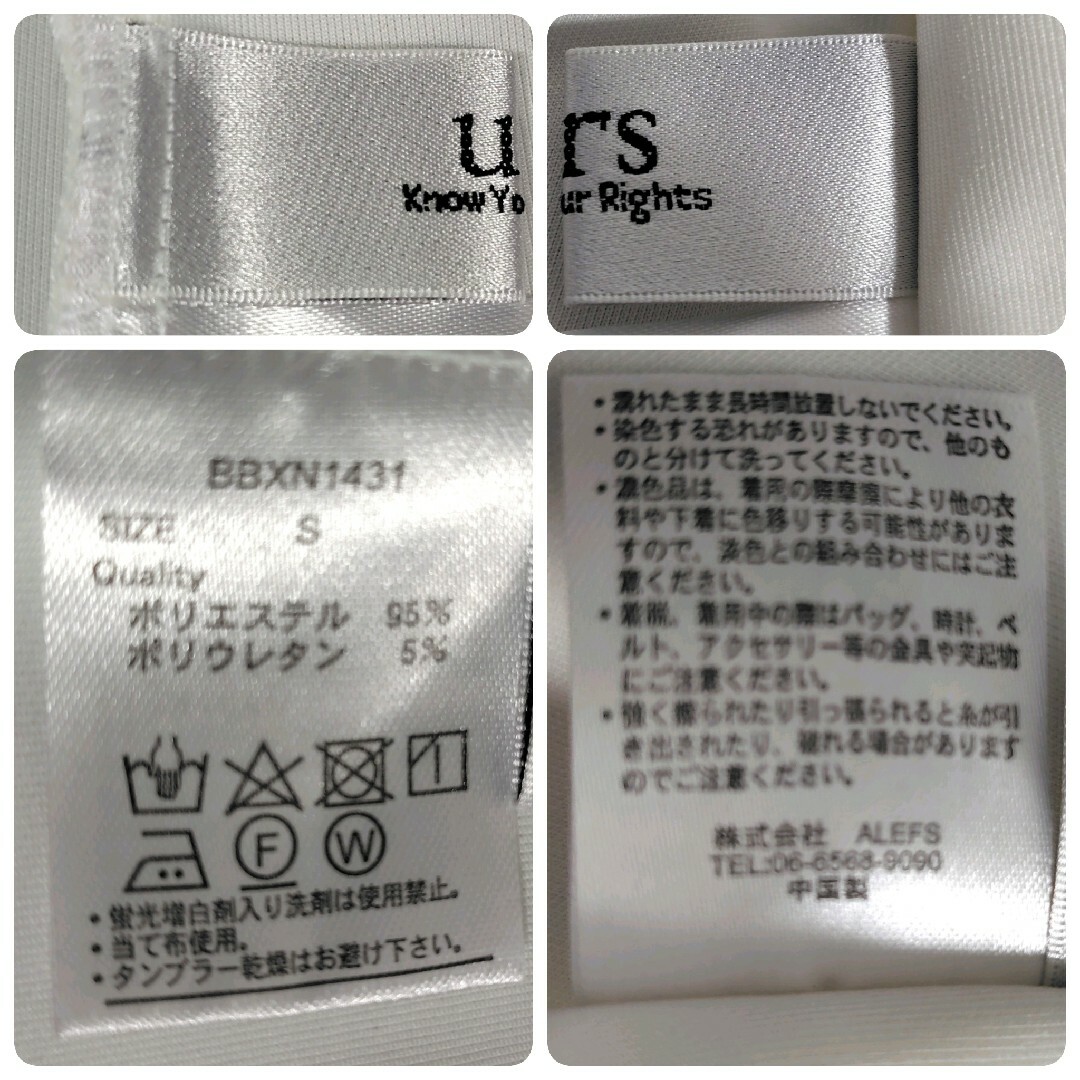 u
Know Yo
rs
ur Rights
BBXN1431
SIZE S
Quality
ポリエステル 95%
ポリウレタン 5%
F W
・蛍光増白剤入り洗剤は使用禁止。
・当て布使用。
・タンブラー乾燥はお避け下さい。
・濡れたまま長時間放置しないでください。
・染色する恐れがありますので、他のも
のと分けて洗ってください。
・濃色品は、着用の際摩擦により他の衣
料や下着に色移りする可能性がありま
すので、淡色との組み合わせにはご注
意ください。
・着脱、着用中の際はバッグ、時計、ベ
ルト、アクセサリー等の金具や突起物
にご注意ください。
・強く擦られたり引っ張られると糸が引
き出されたり、破れる場合があります
のでご注意ください。
株式会社 ALEFS
TEL:06-6568-9090
中国製